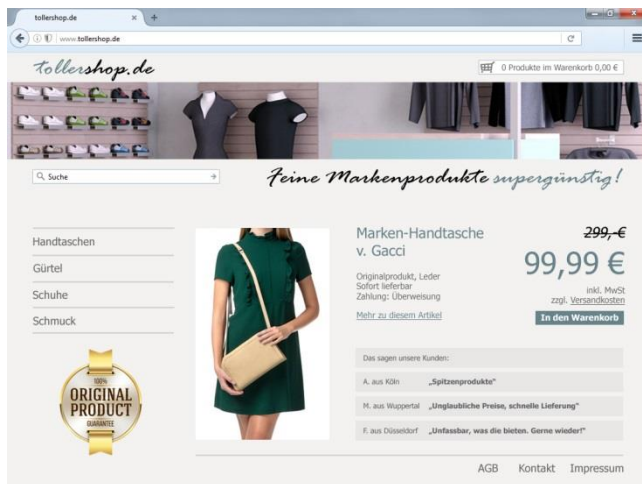 tollershop.de
www.tollershop.de
tollershop.de
0 Produkte im Warenkorb 0,00 €
Suche
Feine Markenprodukte supergünstig!
Handtaschen
Gürtel
Schuhe
Schmuck
100%
ORIGINAL
PRODUCT
GUARANTEE
Marken-Handtasche
v. Gacci
Originalprodukt, Leder
Sofort lieferbar
Zahlung: Überweisung
Mehr zu diesem Artikel
299,-€
99,99 €
inkl. MwSt
zzgl. Versandkosten
In den Warenkorb
Das sagen unsere Kunden:
A. aus Köln „Spitzenprodukte"
M. aus Wuppertal „Unglaubliche Preise, schnelle Lieferung"
F. aus Düsseldorf „Unfassbar, was die bieten. Gerne wieder!"
AGB Kontakt Impressum